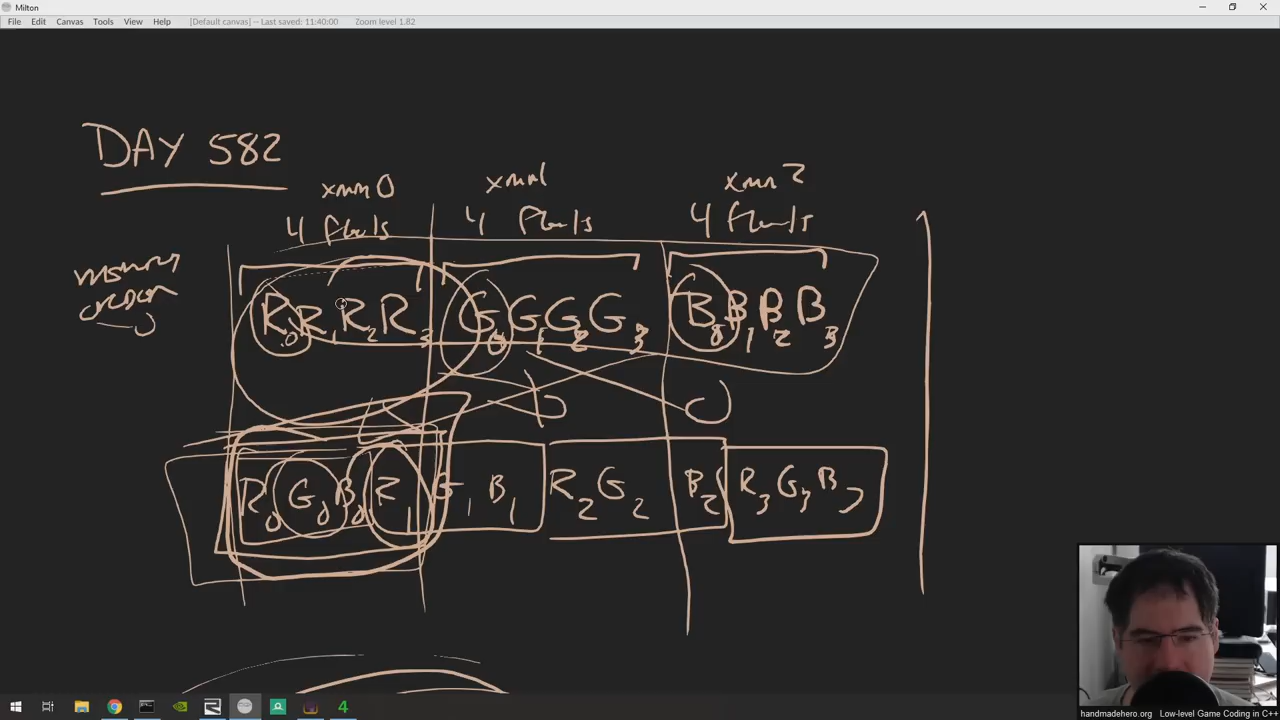 Milton
File Edit Canvas Tools View Help [Default canvas] -- Last saved: 11:40:00 Zoom level 1.82
DAY 582
xmm0 xmm1 xmm2
4 floats 4 floats 4 floats
memory
R0 R1 R2 R3 G0 G1 G2 G3 B0 B1 B2 B3
R0 G0 B0 R1 G1 B1 R2 G2 B2 R3 G3 B3
handmadehero.org | Low-level Game Coding in C++